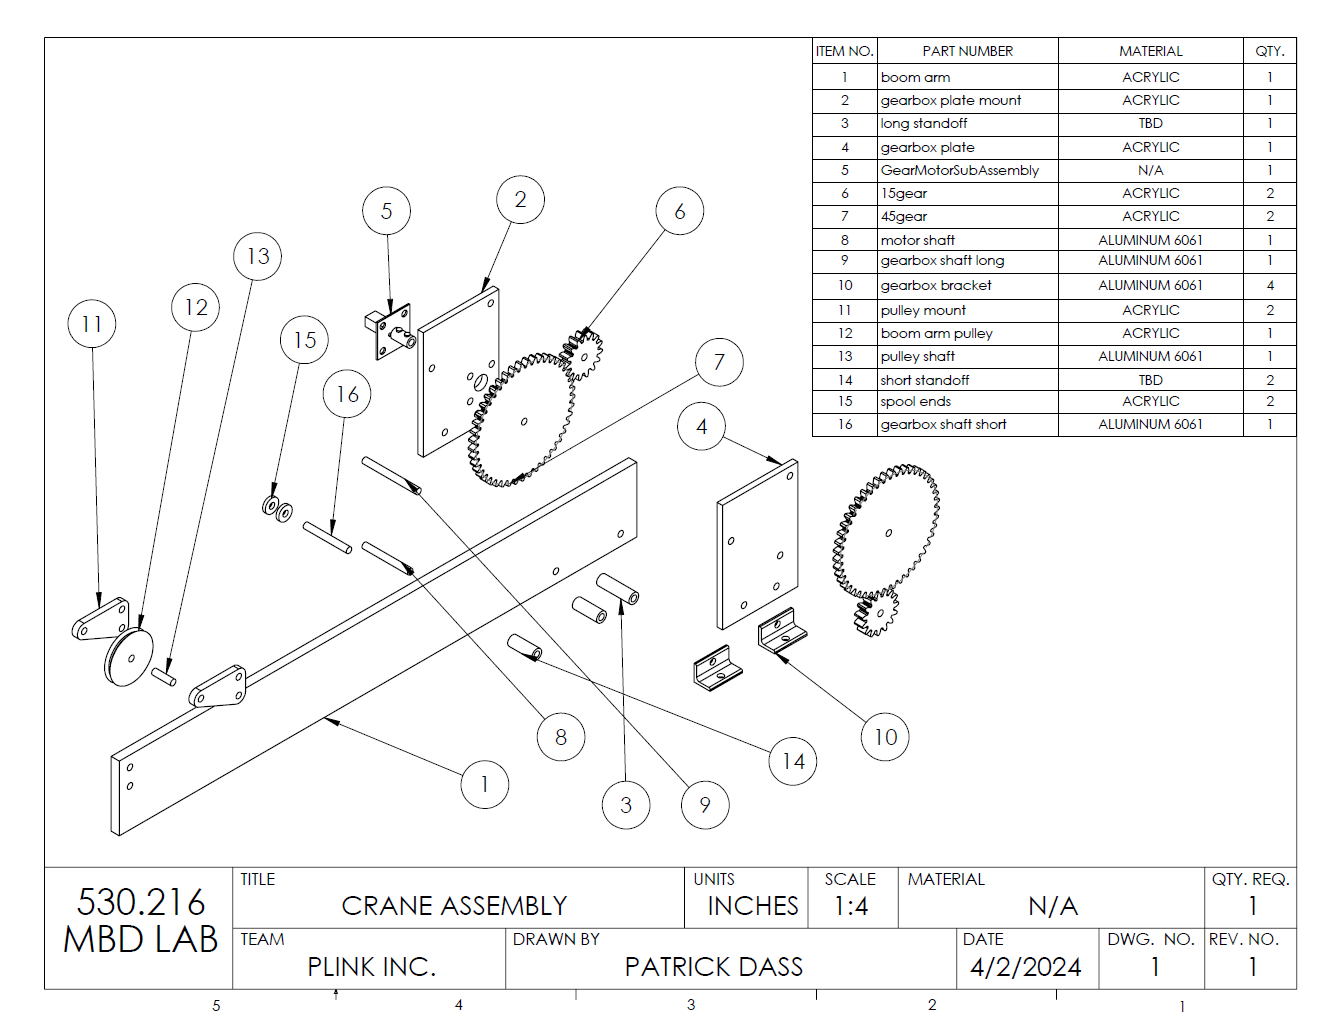 ITEM NO. PART NUMBER MATERIAL QTY.
1 boom arm ACRYLIC 1
2 gearbox plate mount ACRYLIC 1
3 long standoff TBD 1
4 gearbox plate ACRYLIC 1
5 GearMotorSubAssembly N/A 1
6 15gear ACRYLIC 2
7 45gear ACRYLIC 2
8 motor shaft ALUMINUM 6061 1
9 gearbox shaft long ALUMINUM 6061 1
10 gearbox bracket ALUMINUM 6061 4
11 pulley mount ACRYLIC 2
12 boom arm pulley ACRYLIC 1
13 pulley shaft ALUMINUM 6061 1
14 short standoff TBD 2
15 spool ends ACRYLIC 2
16 gearbox shaft short ALUMINUM 6061 1
2
5
6
13
12
11
15
7
16
4
8
10
14
1
3
9
530.216
MBD LAB
TITLE
CRANE ASSEMBLY
UNITS
INCHES
SCALE
1:4
MATERIAL
N/A
QTY. REQ.
1
TEAM
PLINK INC.
DRAWN BY
PATRICK DASS
DATE
4/2/2024
DWG. NO.
1
REV. NO.
1
5 4 3 2 1